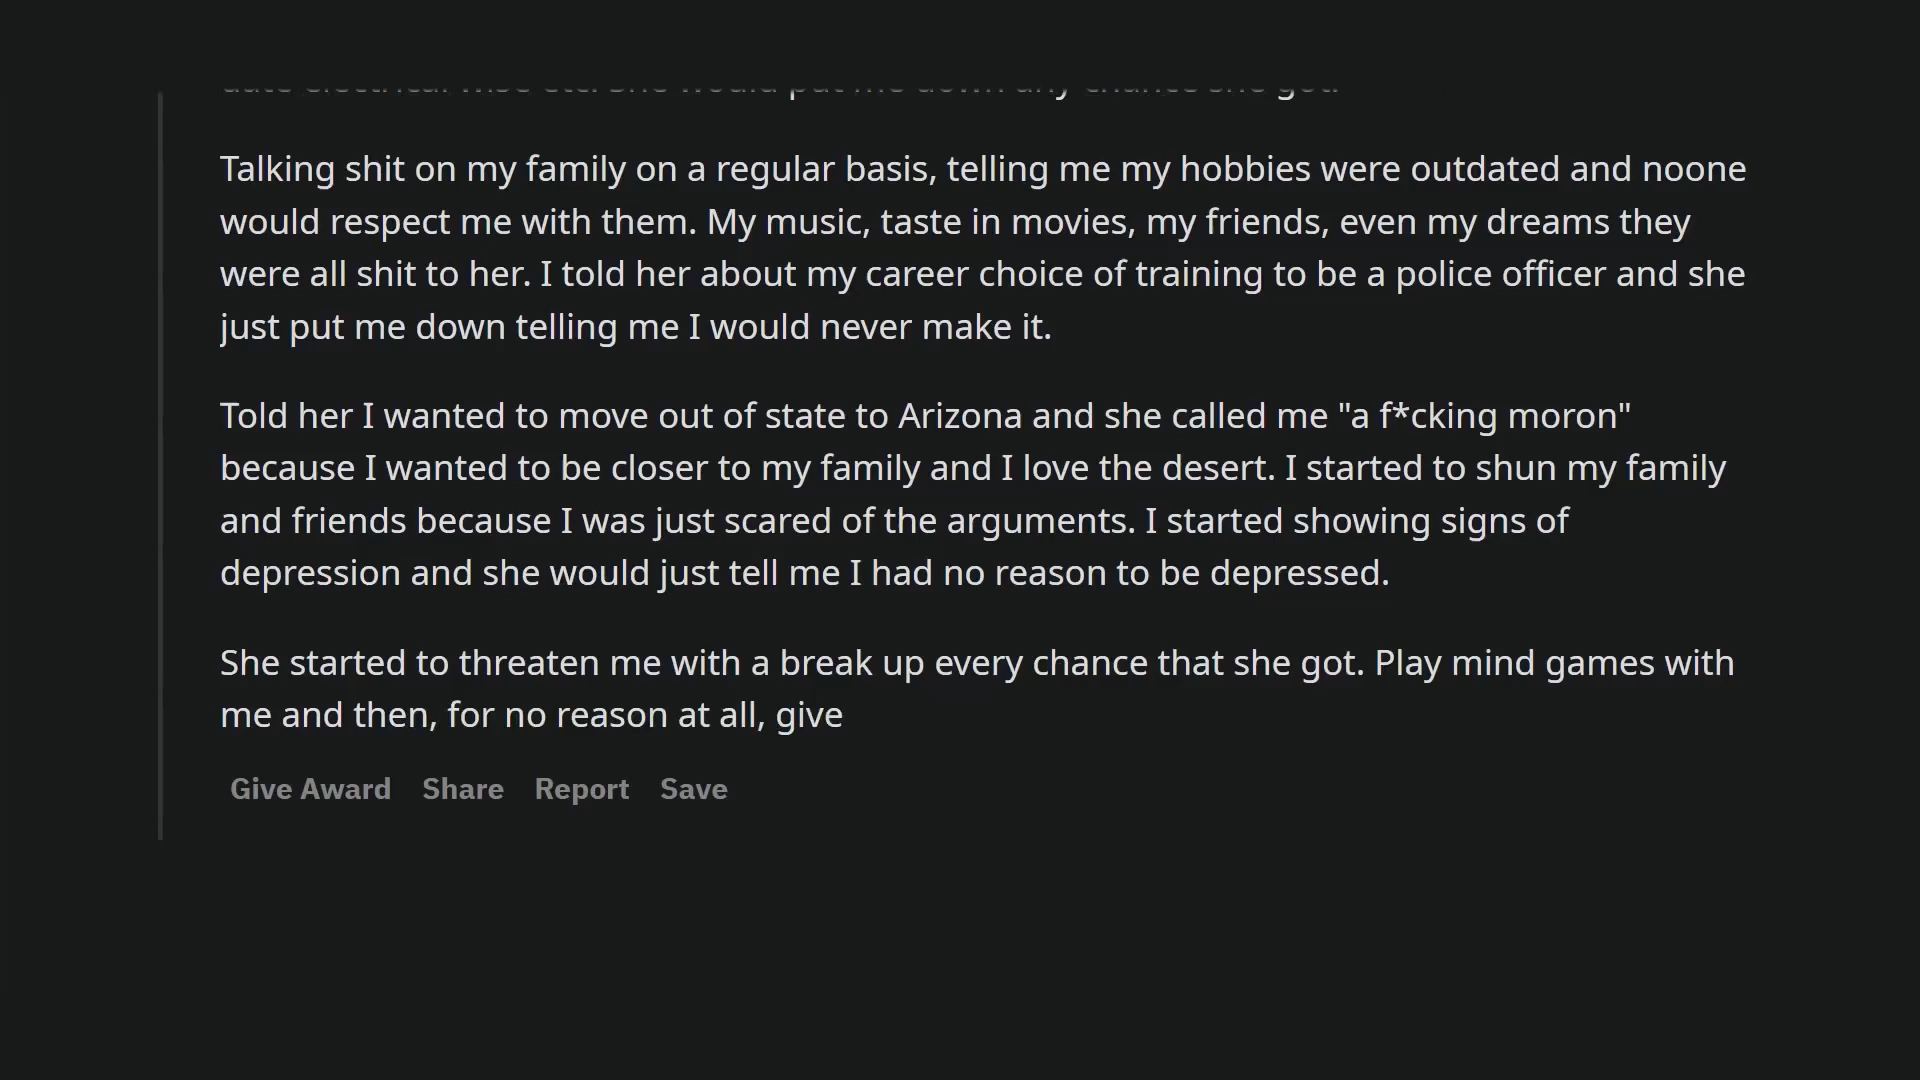 put me down any chance she got.
Talking shit on my family on a regular basis, telling me my hobbies were outdated and noone
would respect me with them. My music, taste in movies, my friends, even my dreams they
were all shit to her. I told her about my career choice of training to be a police officer and she
just put me down telling me I would never make it.
Told her I wanted to move out of state to Arizona and she called me "a f*cking moron"
because I wanted to be closer to my family and I love the desert. I started to shun my family
and friends because I was just scared of the arguments. I started showing signs of
depression and she would just tell me I had no reason to be depressed.
She started to threaten me with a break up every chance that she got. Play mind games with
me and then, for no reason at all, give
Give Award Share Report Save